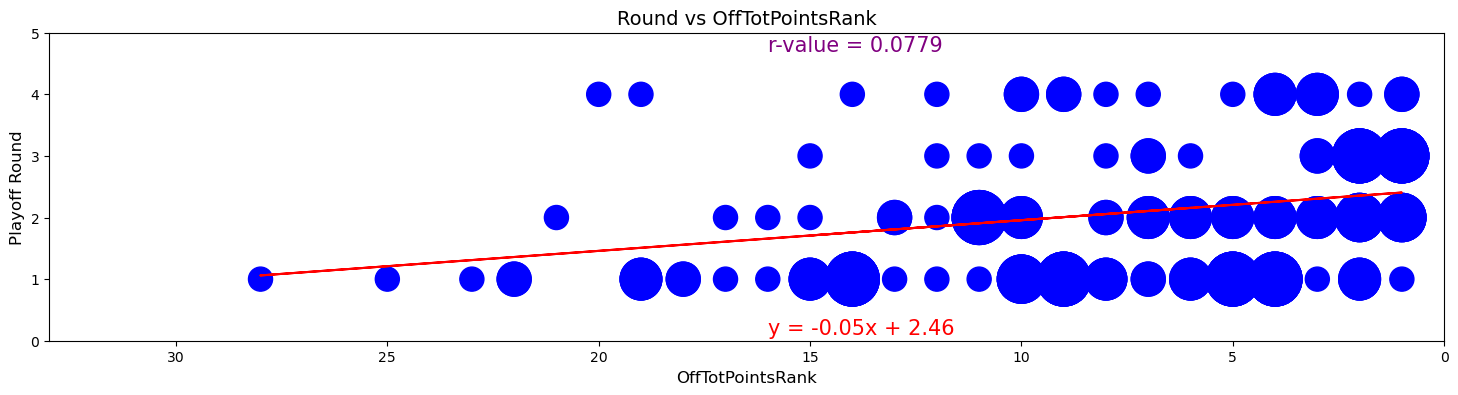 Round vs OffTotPointsRank
r-value = 0.0779
Playoff Round
5
4
3
2
1
0
y = -0.05x + 2.46
30 25 20 15 10 5 0
OffTotPointsRank